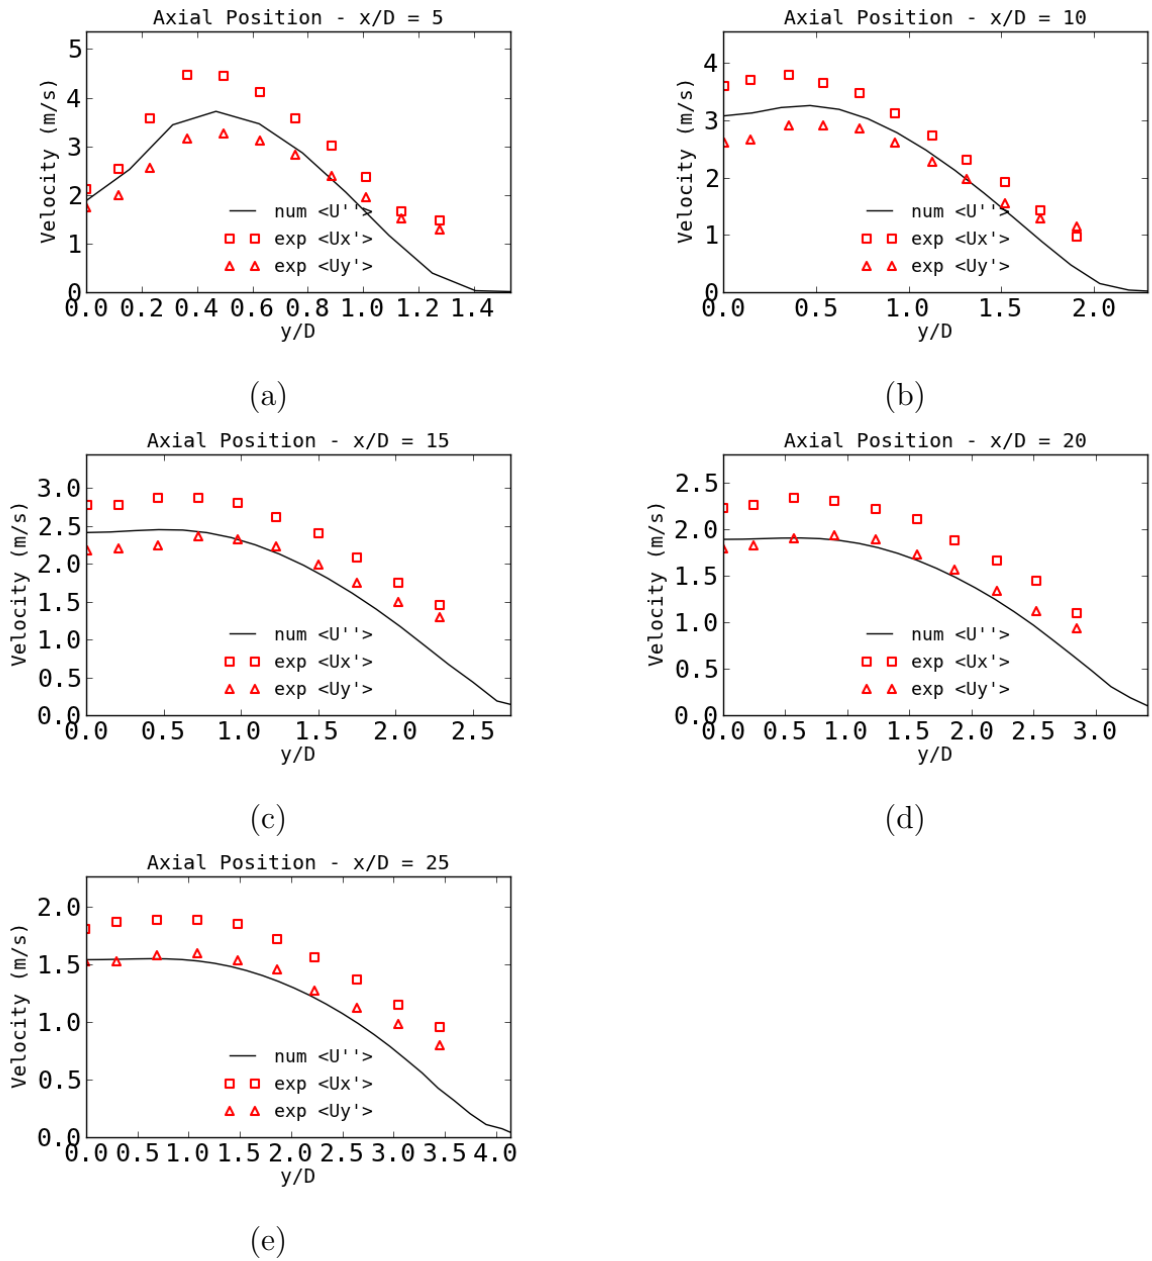 Axial Position - x/D = 5
5
4
3
2
1
0
Velocity (m/s)
num <U''>
exp <Ux'>
exp <Uy'>
0.0 0.2 0.4 0.6 0.8 1.0 1.2 1.4
y/D
(a)
Axial Position - x/D = 10
4
3
2
1
0
Velocity (m/s)
num <U''>
exp <Ux'>
exp <Uy'>
0.0 0.5 1.0 1.5 2.0
y/D
(b)
Axial Position - x/D = 15
3.0
2.5
2.0
1.5
1.0
0.5
0.0
Velocity (m/s)
num <U''>
exp <Ux'>
exp <Uy'>
0.0 0.5 1.0 1.5 2.0 2.5
y/D
(c)
Axial Position - x/D = 20
2.5
2.0
1.5
1.0
0.5
0.0
Velocity (m/s)
num <U''>
exp <Ux'>
exp <Uy'>
0.0 0.5 1.0 1.5 2.0 2.5 3.0
y/D
(d)
Axial Position - x/D = 25
2.0
1.5
1.0
0.5
0.0
Velocity (m/s)
num <U''>
exp <Ux'>
exp <Uy'>
0.0 0.5 1.0 1.5 2.0 2.5 3.0 3.5 4.0
y/D
(e)